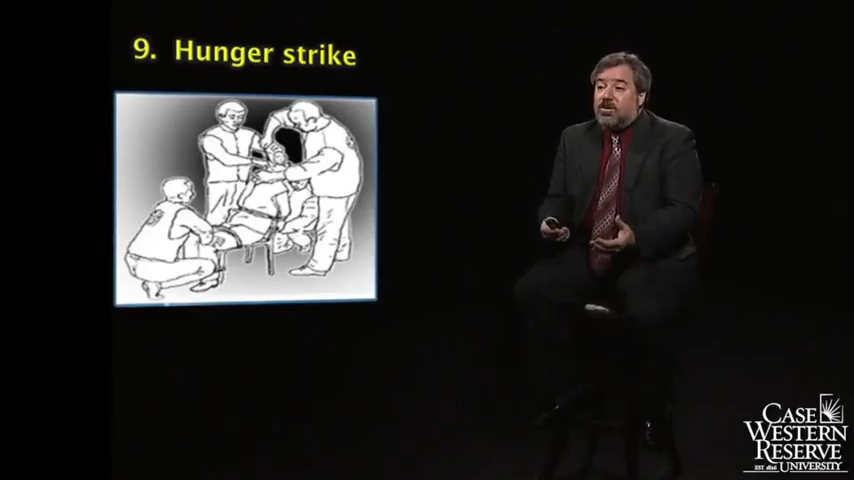 9. Hunger strike
CASE
WESTERN
RESERVE
EST. 1826 UNIVERSITY